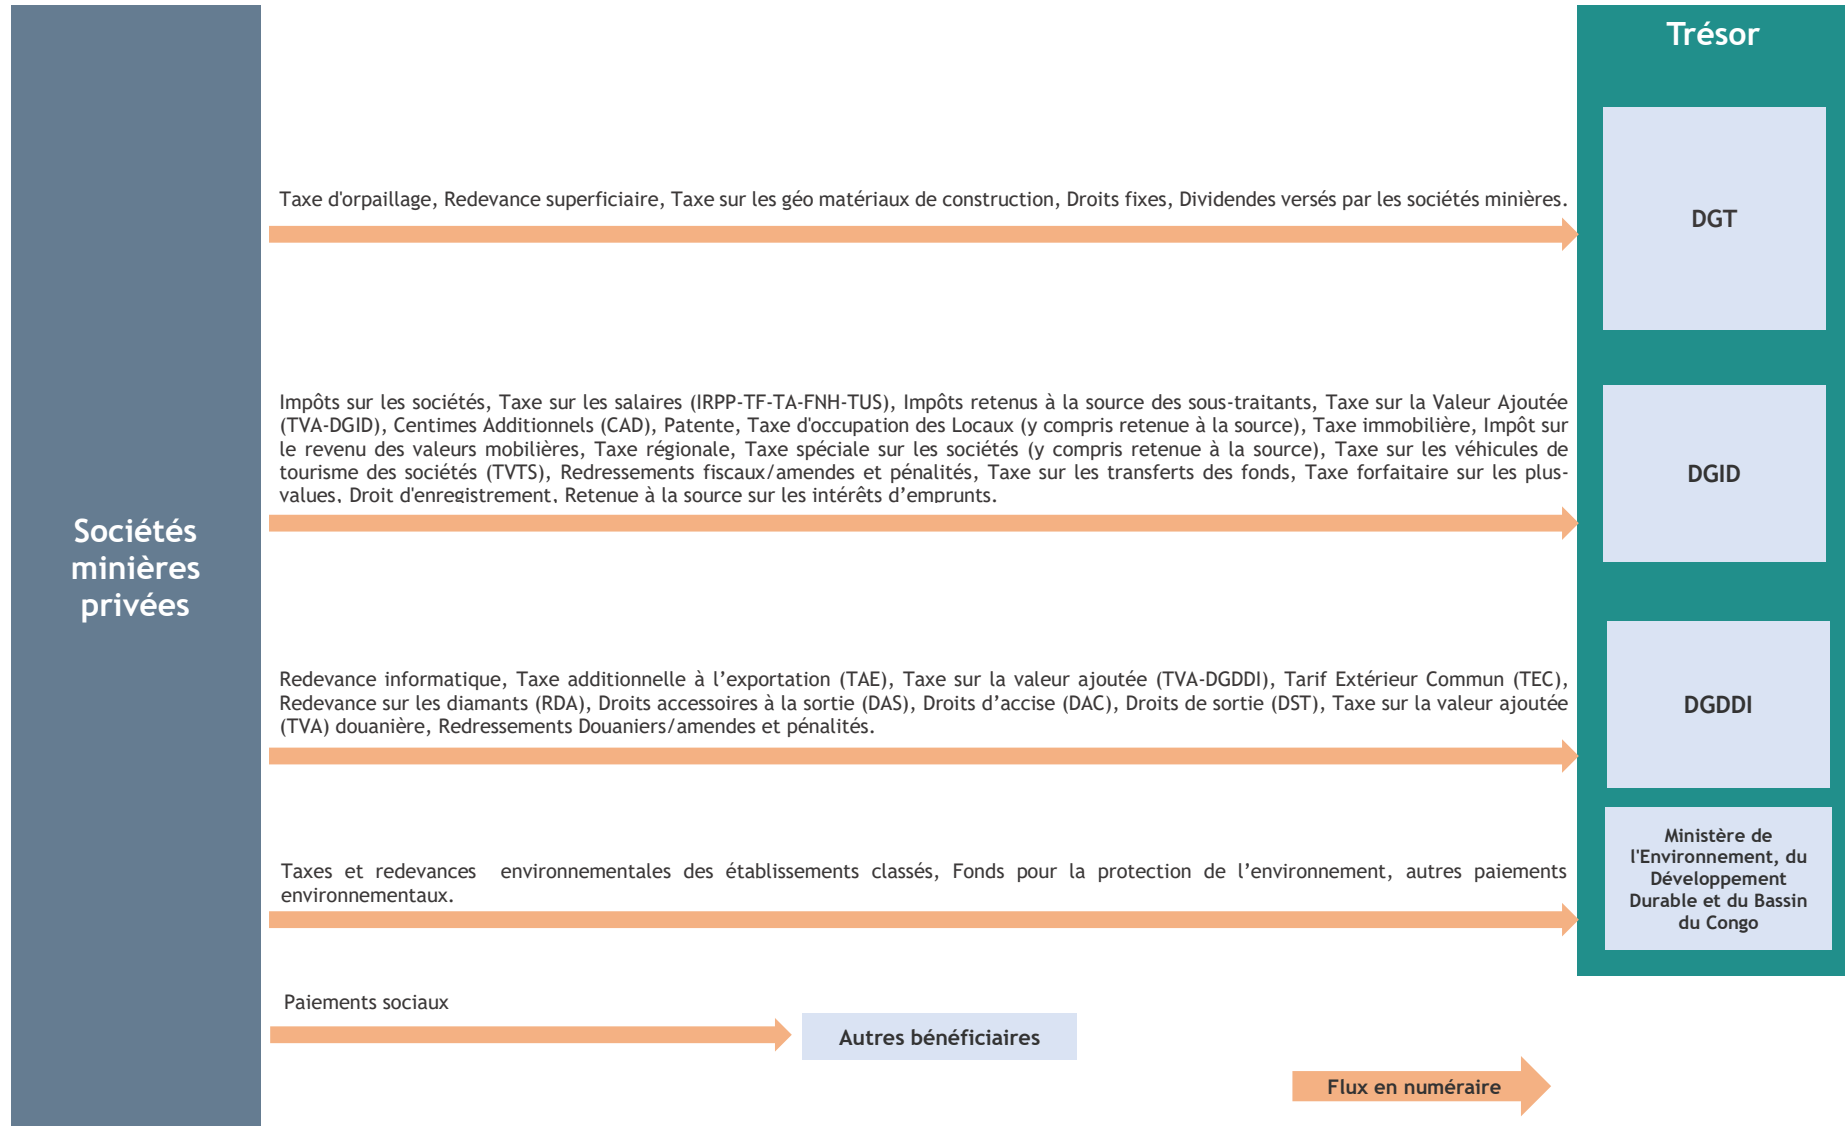 Trésor
Taxe d'orpaillage, Redevance superficiaire, Taxe sur les géo matériaux de construction, Droits fixes, Dividendes versés par les sociétés minières.
DGT
Impôts sur les sociétés, Taxe sur les salaires (IRPP-TF-TA-FNH-TUS), Impôts retenus à la source des sous-traitants, Taxe sur la Valeur Ajoutée
(TVA-DGID), Centimes Additionnels (CAD), Patente, Taxe d'occupation des Locaux (y compris retenue à la source), Taxe immobilière, Impôt sur
le revenu des valeurs mobilières, Taxe régionale, Taxe spéciale sur les sociétés (y compris retenue à la source), Taxe sur les véhicules de
tourisme des sociétés (TVTS), Redressements fiscaux/amendes et pénalités, Taxe sur les transferts des fonds, Taxe forfaitaire sur les plus-
values, Droit d'enregistrement, Retenue à la source sur les intérêts d’emprunts.
DGID
Sociétés
minières
privées
Redevance informatique, Taxe additionnelle à l’exportation (TAE), Taxe sur la valeur ajoutée (TVA-DGDDI), Tarif Extérieur Commun (TEC),
Redevance sur les diamants (RDA), Droits accessoires à la sortie (DAS), Droits d’accise (DAC), Droits de sortie (DST), Taxe sur la valeur ajoutée
(TVA) douanière, Redressements Douaniers/amendes et pénalités.
DGDDI
Taxes et redevances environnementales des établissements classés, Fonds pour la protection de l’environnement, autres paiements
environnementaux.
Ministère de
l'Environnement, du
Développement
Durable et du Bassin
du Congo
Paiements sociaux
Autres bénéficiaires
Flux en numéraire